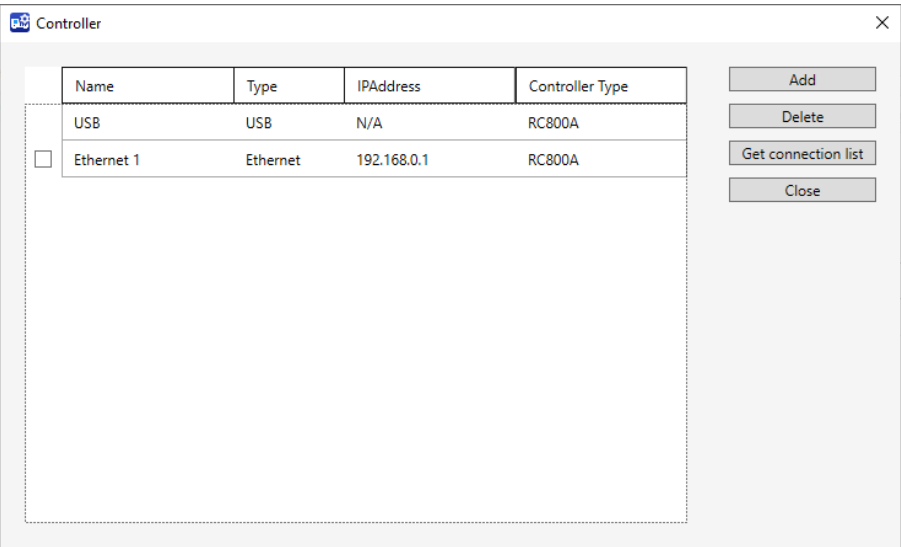 Controller
Name Type IPAddress Controller Type
USB USB N/A RC800A
Ethernet 1 Ethernet 192.168.0.1 RC800A
Add
Delete
Get connection list
Close